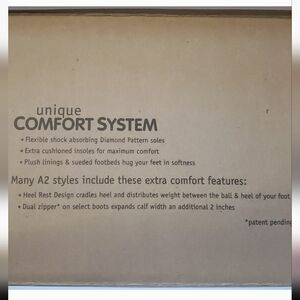 unique
COMFORT SYSTEM
• Flexible shock absorbing Diamond Pattern soles
• Extra cushioned insoles for maximum comfort
• Plush linings & sueded footbeds hug your feet in softness
Many A2 styles include these extra comfort features:
• Heel Rest Design cradles heel and distributes weight between the ball & heel of your foot
• Dual zipper* on select boots expands calf width an additional 2 inches
*patent pending